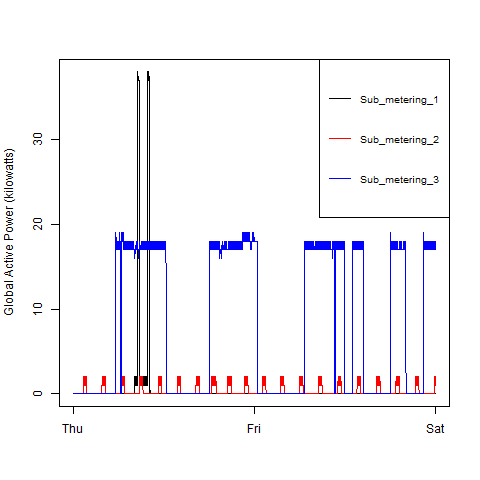 Global Active Power (kilowatts)
30
20
10
0
Sub_metering_1
Sub_metering_2
Sub_metering_3
Thu
Fri
Sat